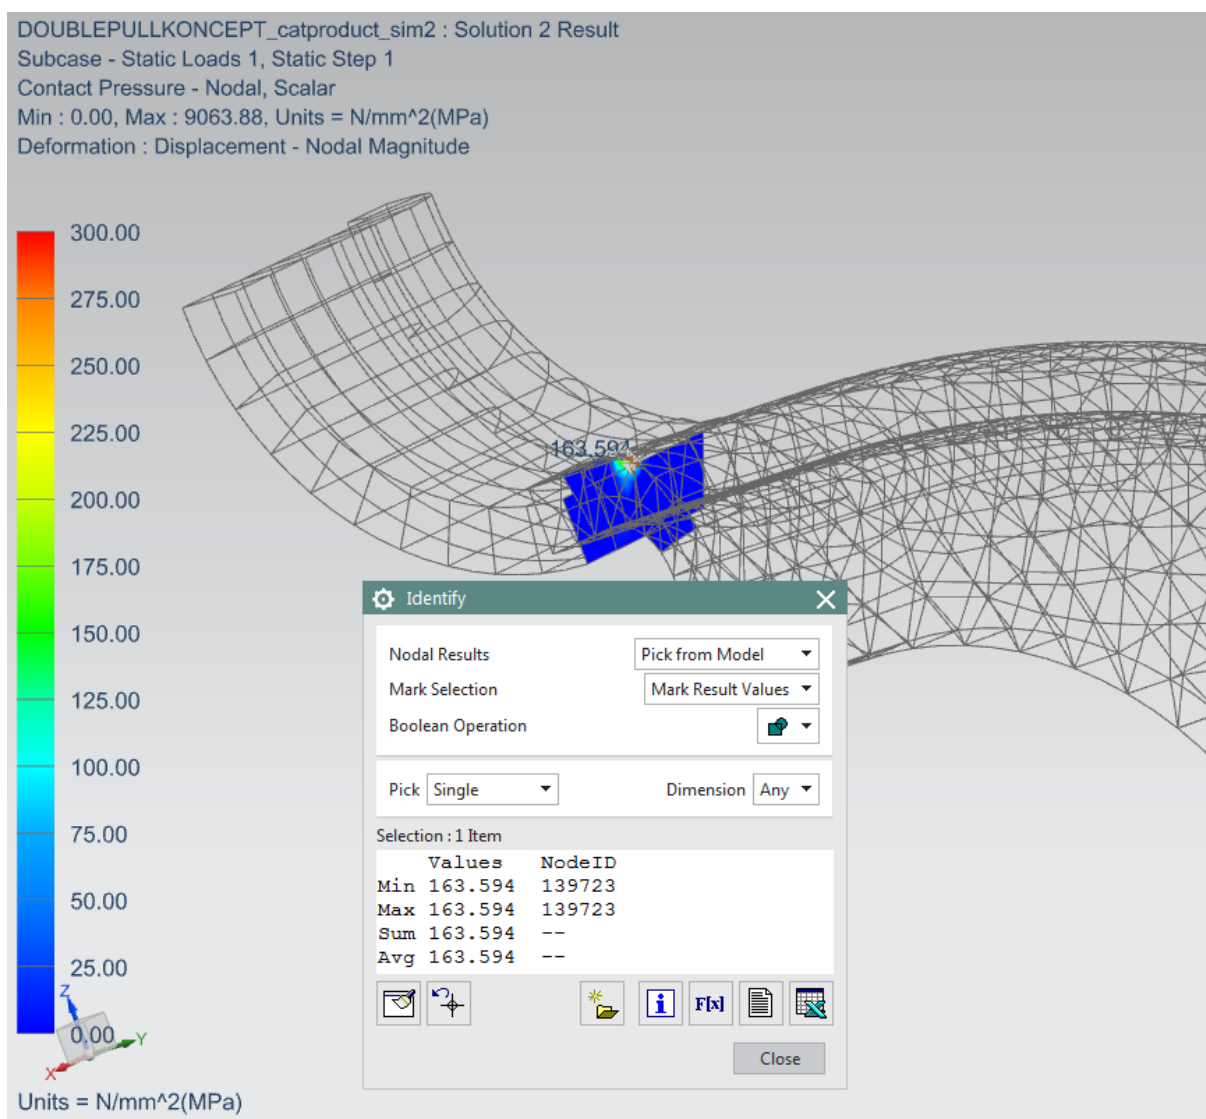 DOUBLEPULLKONCEPT_catproduct_sim2 : Solution 2 Result
Subcase - Static Loads 1, Static Step 1
Contact Pressure - Nodal, Scalar
Min : 0.00, Max : 9063.88, Units = N/mm^2(MPa)
Deformation : Displacement - Nodal Magnitude
300.00
275.00
250.00
225.00
200.00
175.00
150.00
125.00
100.00
75.00
50.00
25.00
0.00
Z
Y
X
Units = N/mm^2(MPa)
163.594
Identify
Nodal Results Pick from Model
Mark Selection Mark Result Values
Boolean Operation
Pick Single Dimension Any
Selection : 1 Item
Values NodeID
Min 163.594 139723
Max 163.594 139723
Sum 163.594 --
Avg 163.594 --
i F[x]
Close